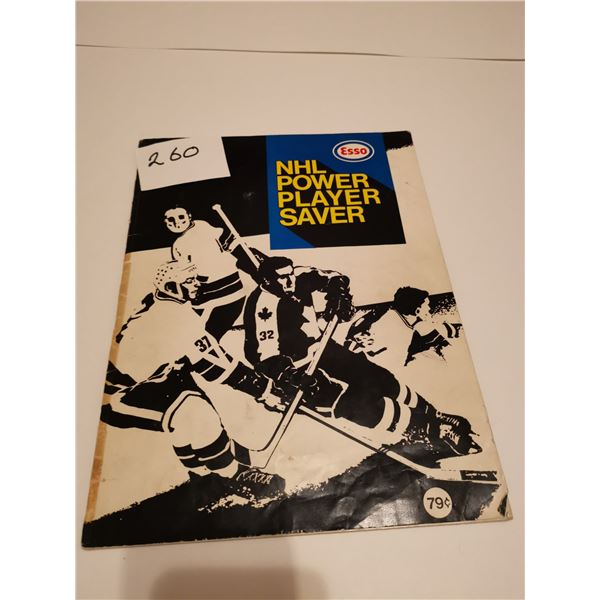 260
Esso
NHL
POWER
PLAYER
SAVER
32
37
79¢